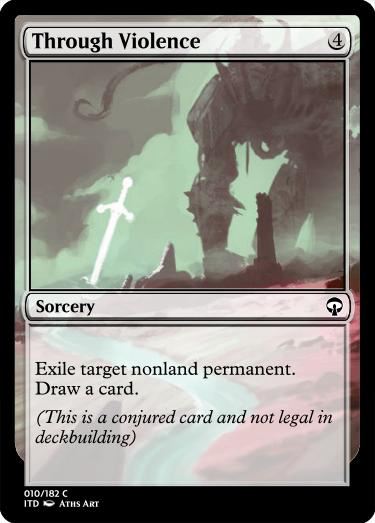 Through Violence 4
Sorcery
Exile target nonland permanent.
Draw a card.
(This is a conjured card and not legal in
deckbuilding)
010/182 C
ITD Aths Art